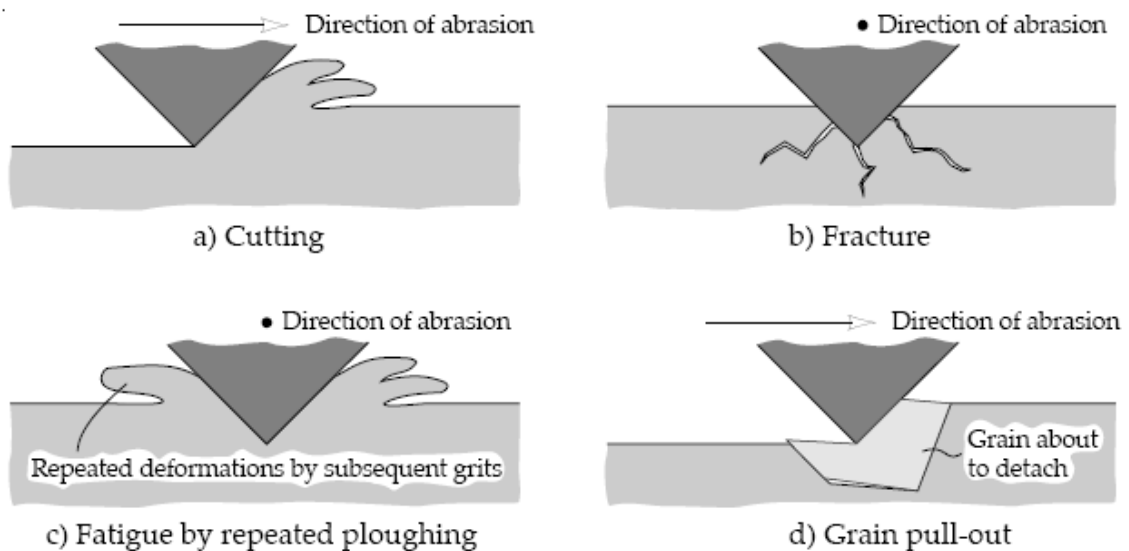 Direction of abrasion
• Direction of abrasion
a) Cutting
b) Fracture
• Direction of abrasion
Direction of abrasion
Repeated deformations by subsequent grits
Grain about
to detach
c) Fatigue by repeated ploughing
d) Grain pull-out